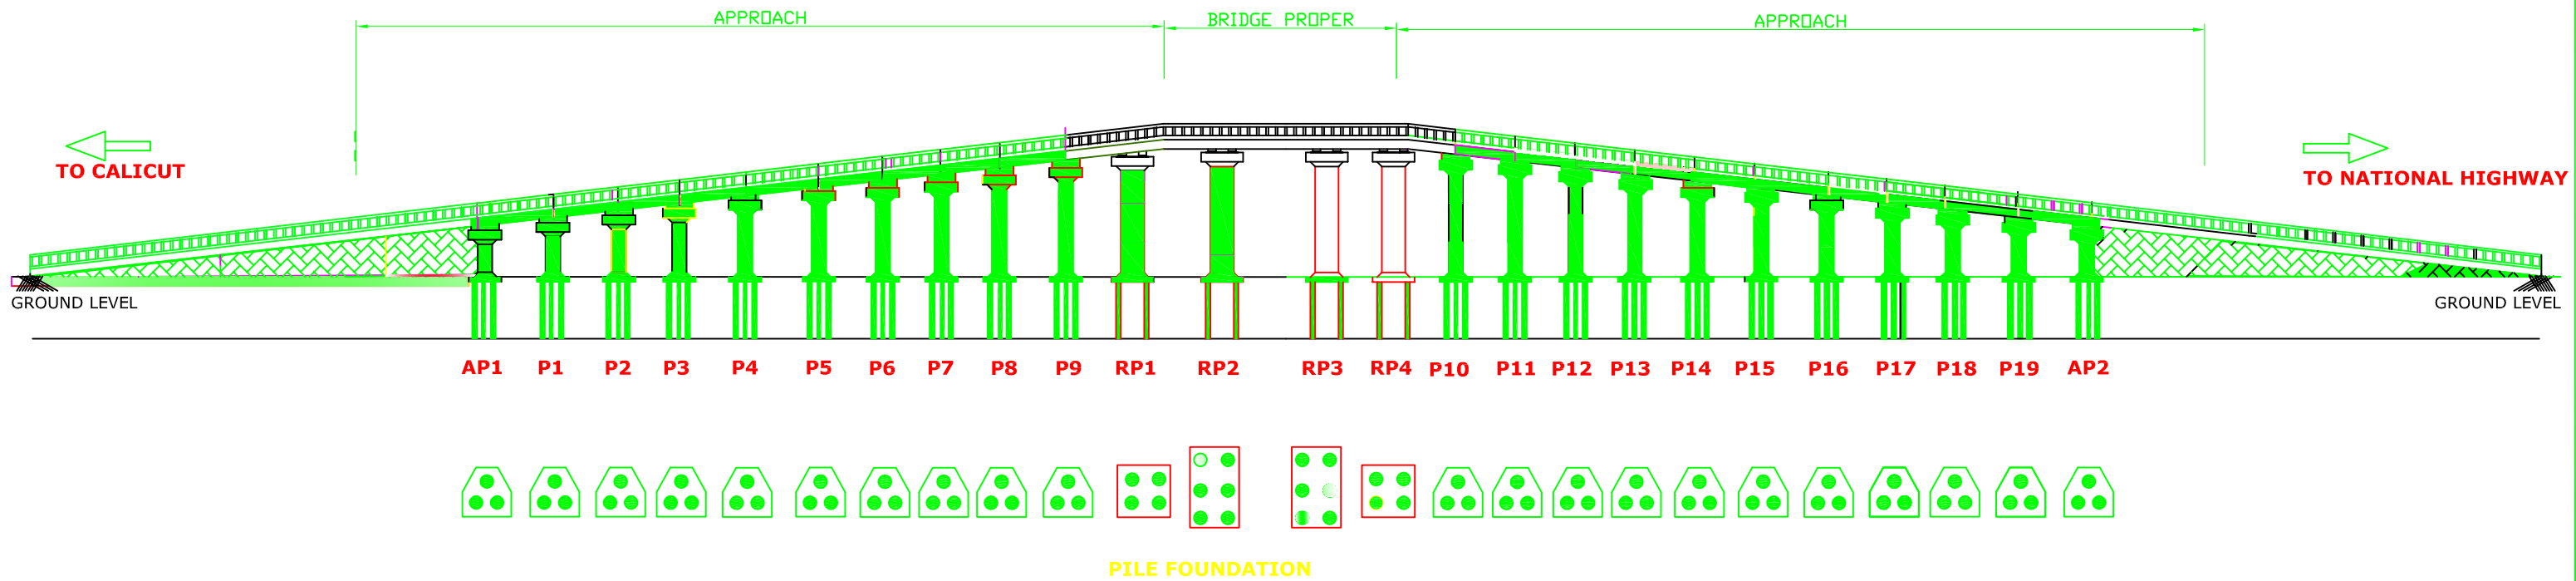 APPROACH
BRIDGE PROPER
APPROACH
TO CALICUT
TO NATIONAL HIGHWAY
GROUND LEVEL
GROUND LEVEL
AP1 P1 P2 P3 P4 P5 P6 P7 P8 P9 RP1 RP2 RP3 RP4 P10 P11 P12 P13 P14 P15 P16 P17 P18 P19 AP2
PILE FOUNDATION